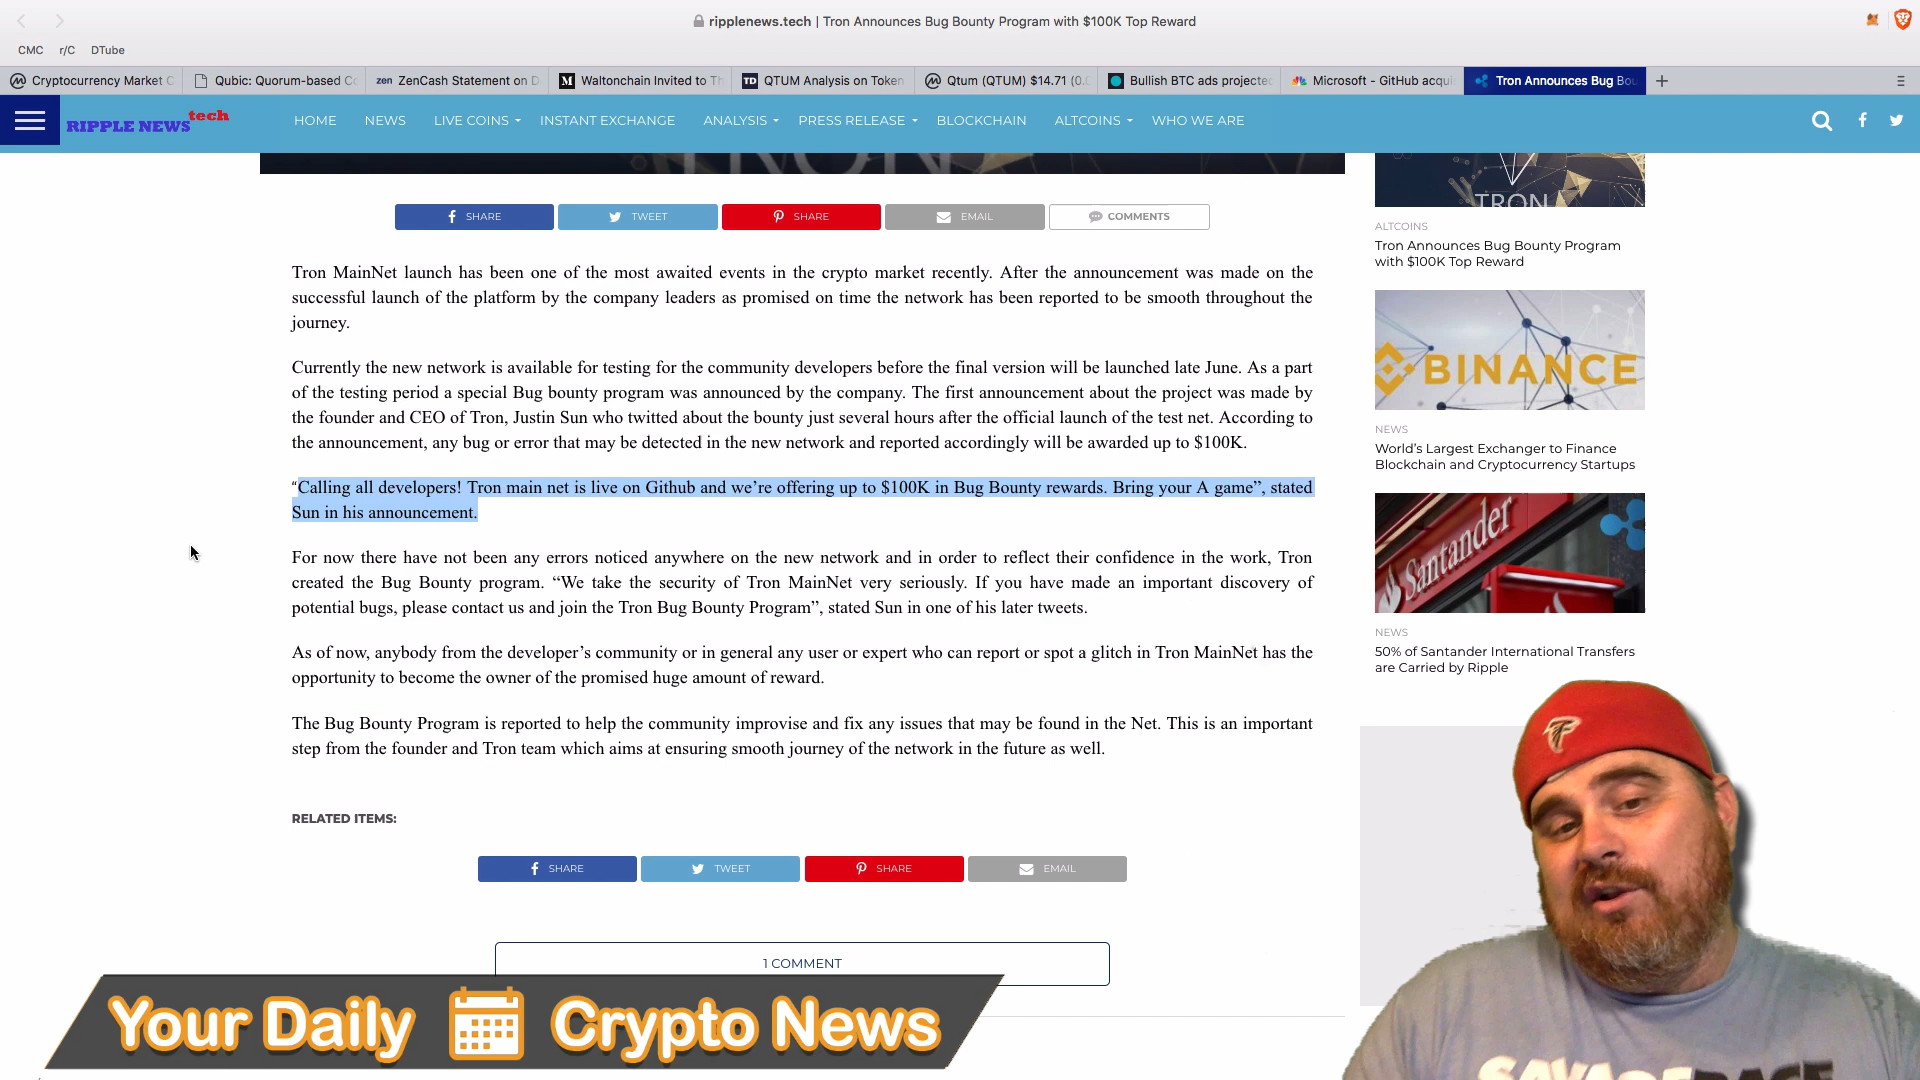 ripplenews.tech | Tron Announces Bug Bounty Program with $100K Top Reward
CMC r/C DTube
Cryptocurrency Market C
Qubic: Quorum-based Co
zen ZenCash Statement on D
M Waltonchain Invited to Th
TD QTUM Analysis on Token
Qtum (QTUM) $14.71 (0.
Bullish BTC ads projected
Microsoft - GitHub acqui
Tron Announces Bug Bou
RIPPLE NEWS tech
HOME NEWS LIVE COINS INSTANT EXCHANGE ANALYSIS PRESS RELEASE BLOCKCHAIN ALTCOINS WHO WE ARE
TRON
SHARE TWEET SHARE EMAIL COMMENTS
Tron MainNet launch has been one of the most awaited events in the crypto market recently. After the announcement was made on the
successful launch of the platform by the company leaders as promised on time the network has been reported to be smooth throughout the
journey.
Currently the new network is available for testing for the community developers before the final version will be launched late June. As a part
of the testing period a special Bug bounty program was announced by the company. The first announcement about the project was made by
the founder and CEO of Tron, Justin Sun who twitted about the bounty just several hours after the official launch of the test net. According to
the announcement, any bug or error that may be detected in the new network and reported accordingly will be awarded up to $100K.
“Calling all developers! Tron main net is live on Github and we’re offering up to $100K in Bug Bounty rewards. Bring your A game”, stated
Sun in his announcement.
For now there have not been any errors noticed anywhere on the new network and in order to reflect their confidence in the work, Tron
created the Bug Bounty program. “We take the security of Tron MainNet very seriously. If you have made an important discovery of
potential bugs, please contact us and join the Tron Bug Bounty Program”, stated Sun in one of his later tweets.
As of now, anybody from the developer’s community or in general any user or expert who can report or spot a glitch in Tron MainNet has the
opportunity to become the owner of the promised huge amount of reward.
The Bug Bounty Program is reported to help the community improvise and fix any issues that may be found in the Net. This is an important
step from the founder and Tron team which aims at ensuring smooth journey of the network in the future as well.
RELATED ITEMS:
SHARE TWEET SHARE EMAIL
1 COMMENT
TRON
ALTCOINS
Tron Announces Bug Bounty Program
with $100K Top Reward
BINANCE
NEWS
World’s Largest Exchanger to Finance
Blockchain and Cryptocurrency Startups
Santander
NEWS
50% of Santander International Transfers
are Carried by Ripple
Your Daily Crypto News